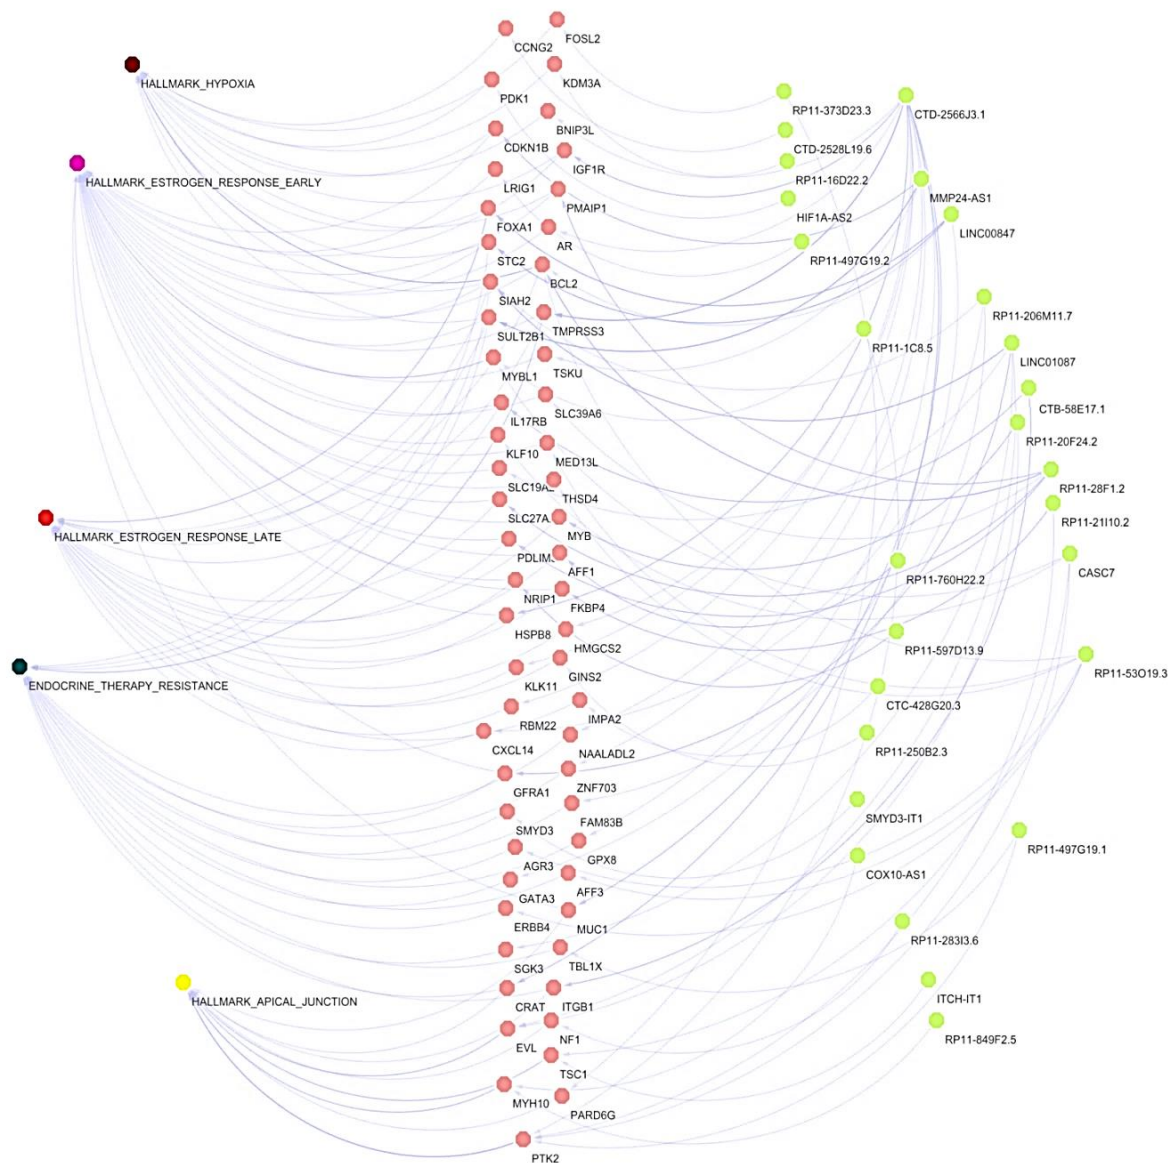 HALLMARK_HYPOXIA
HALLMARK_ESTROGEN_RESPONSE_EARLY
HALLMARK_ESTROGEN_RESPONSE_LATE
ENDOCRINE_THERAPY_RESISTANCE
HALLMARK_APICAL_JUNCTION
CCNG2
PDK1
CDKN1B
LRIG1
FOXA1
STC2
SIAH2
SULT2B1
MYBL1
IL17RB
KLF10
SLC19A
SLC27A
PDLIM
NRIP1
HSPB8
KLK11
RBM22
CXCL14
GFRA1
SMYD3
AGR3
GATA3
ERBB4
SGK3
CRAT
EVL
MYH10
PTK2
FOSL2
KDM3A
BNIP3L
IGF1R
PMAIP1
AR
BCL2
TMPRSS3
TSKU
SLC39A6
MED13L
THSD4
MYB
AFF1
FKBP4
HMGCS2
GINS2
IMPA2
NAALADL2
ZNF703
FAM83B
GPX8
AFF3
MUC1
TBL1X
ITGB1
NF1
TSC1
PARD6G
RP11-373D23.3
CTD-2566J3.1
CTD-2528L19.6
RP11-16D22.2
MMP24-AS1
HIF1A-AS2
LINC00847
RP11-497G19.2
RP11-206M11.7
RP11-1C8.5
LINC01087
CTB-58E17.1
RP11-20F24.2
RP11-28F1.2
RP11-21I10.2
CASC7
RP11-760H22.2
RP11-597D13.9
RP11-53O19.3
CTC-428G20.3
RP11-250B2.3
SMYD3-IT1
RP11-497G19.1
COX10-AS1
RP11-283I3.6
ITCH-IT1
RP11-849F2.5